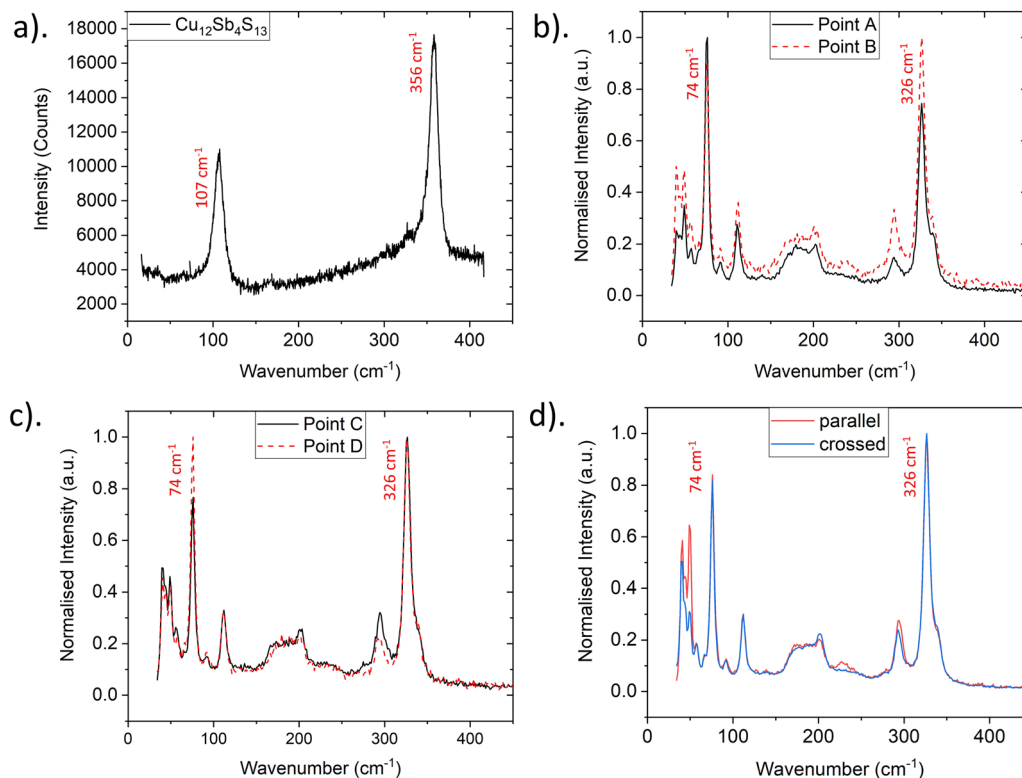 a).
Cu₁₂Sb₄S₁₃
18000
16000
14000
12000
10000
8000
6000
4000
2000
Intensity (Counts)
107 cm⁻¹
356 cm⁻¹
0
100
200
300
400
Wavenumber (cm⁻¹)
b).
Point A
Point B
1.0
0.8
0.6
0.4
0.2
0.0
Normalised Intensity (a.u.)
74 cm⁻¹
326 cm⁻¹
0
100
200
300
400
Wavenumber (cm⁻¹)
c).
Point C
Point D
1.0
0.8
0.6
0.4
0.2
0.0
Normalised Intensity (a.u.)
74 cm⁻¹
326 cm⁻¹
0
100
200
300
400
Wavenumber (cm⁻¹)
d).
parallel
crossed
1.0
0.8
0.6
0.4
0.2
0.0
Normalised Intensity (a.u.)
74 cm⁻¹
326 cm⁻¹
0
100
200
300
400
Wavenumber (cm⁻¹)